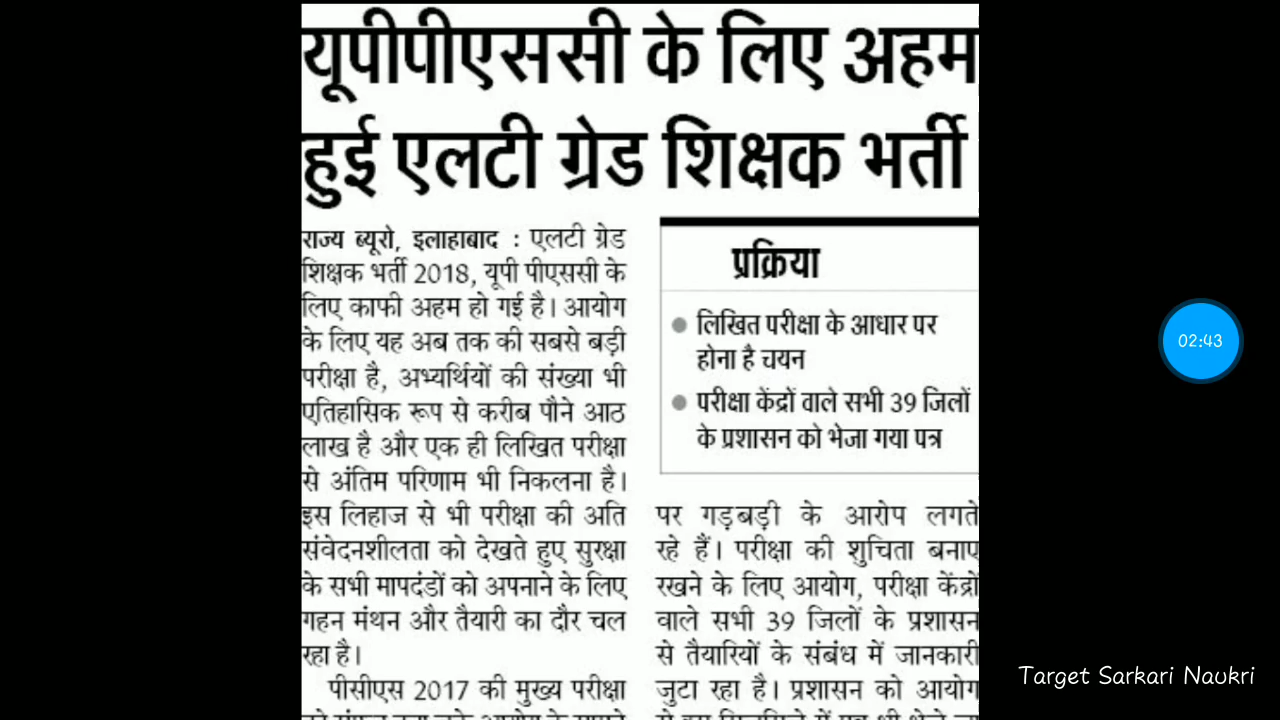 यूपीपीएससी के लिए अहम
हुई एलटी ग्रेड शिक्षक भर्ती
राज्य ब्यूरो, इलाहाबाद : एलटी ग्रेड
शिक्षक भर्ती 2018, यूपी पीएससी के
लिए काफी अहम हो गई है। आयोग
के लिए यह अब तक की सबसे बड़ी
परीक्षा है, अभ्यर्थियों की संख्या भी
एतिहासिक रूप से करीब पौने आठ
लाख है और एक ही लिखित परीक्षा
से अंतिम परिणाम भी निकलना है।
इस लिहाज से भी परीक्षा की अति
संवेदनशीलता को देखते हुए सुरक्षा
के सभी मापदंडों को अपनाने के लिए
गहन मंथन और तैयारी का दौर चल
रहा है।
पीसीएस 2017 की मुख्य परीक्षा
प्रक्रिया
लिखित परीक्षा के आधार पर
होना है चयन
परीक्षा केंद्रों वाले सभी 39 जिलों
के प्रशासन को भेजा गया पत्र
पर गड़बड़ी के आरोप लगते
रहे हैं। परीक्षा की शुचिता बनाए
रखने के लिए आयोग, परीक्षा केंद्रों
वाले सभी 39 जिलों के प्रशासन
से तैयारियों के संबंध में जानकारी
जुटा रहा है। प्रशासन को आयोग
02:43
Target Sarkari Naukri